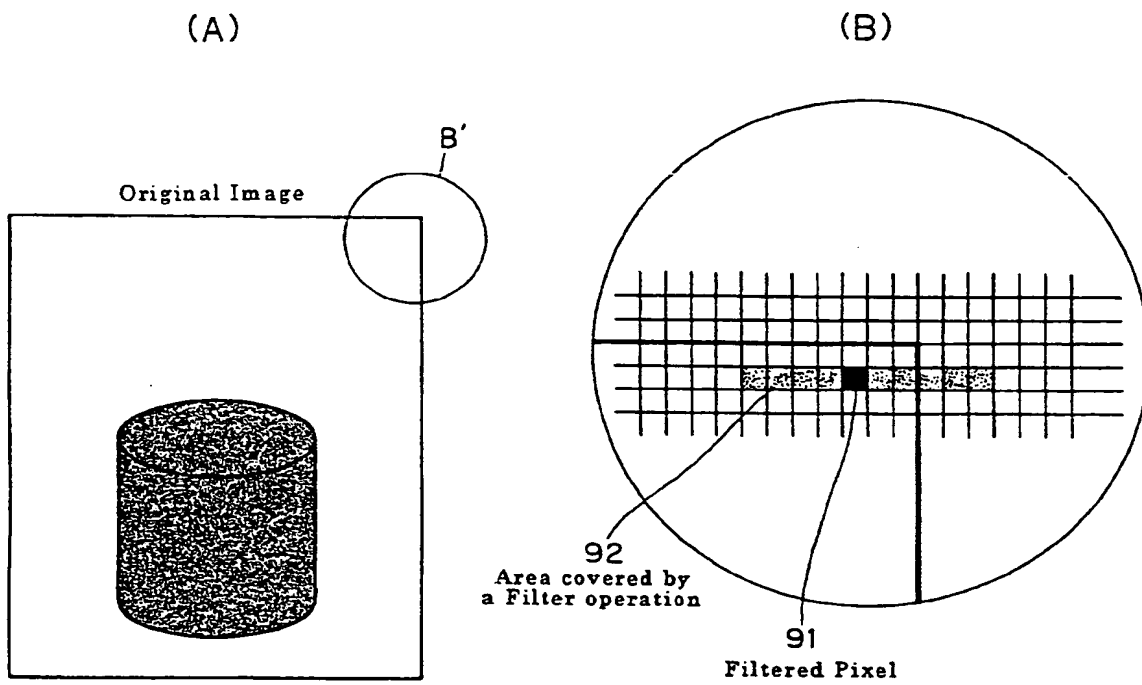 (A)
(B)
B'
Original Image
92
Area covered by
a Filter operation
91
Filtered Pixel